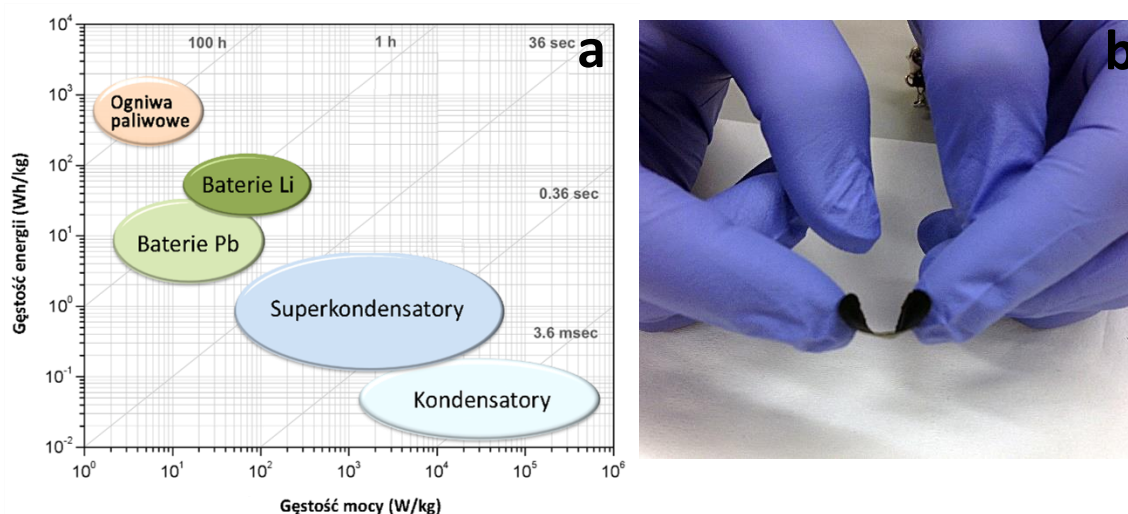 10⁴
10³
10²
10¹
10⁰
10⁻¹
10⁻²
Gęstość energii (Wh/kg)
100 h
1 h
36 sec
0.36 sec
3.6 msec
a
Ogniwa
paliwowe
Baterie Li
Baterie Pb
Superkondensatory
Kondensatory
10⁰
10¹
10²
10³
10⁴
10⁵
10⁶
Gęstość mocy (W/kg)
b